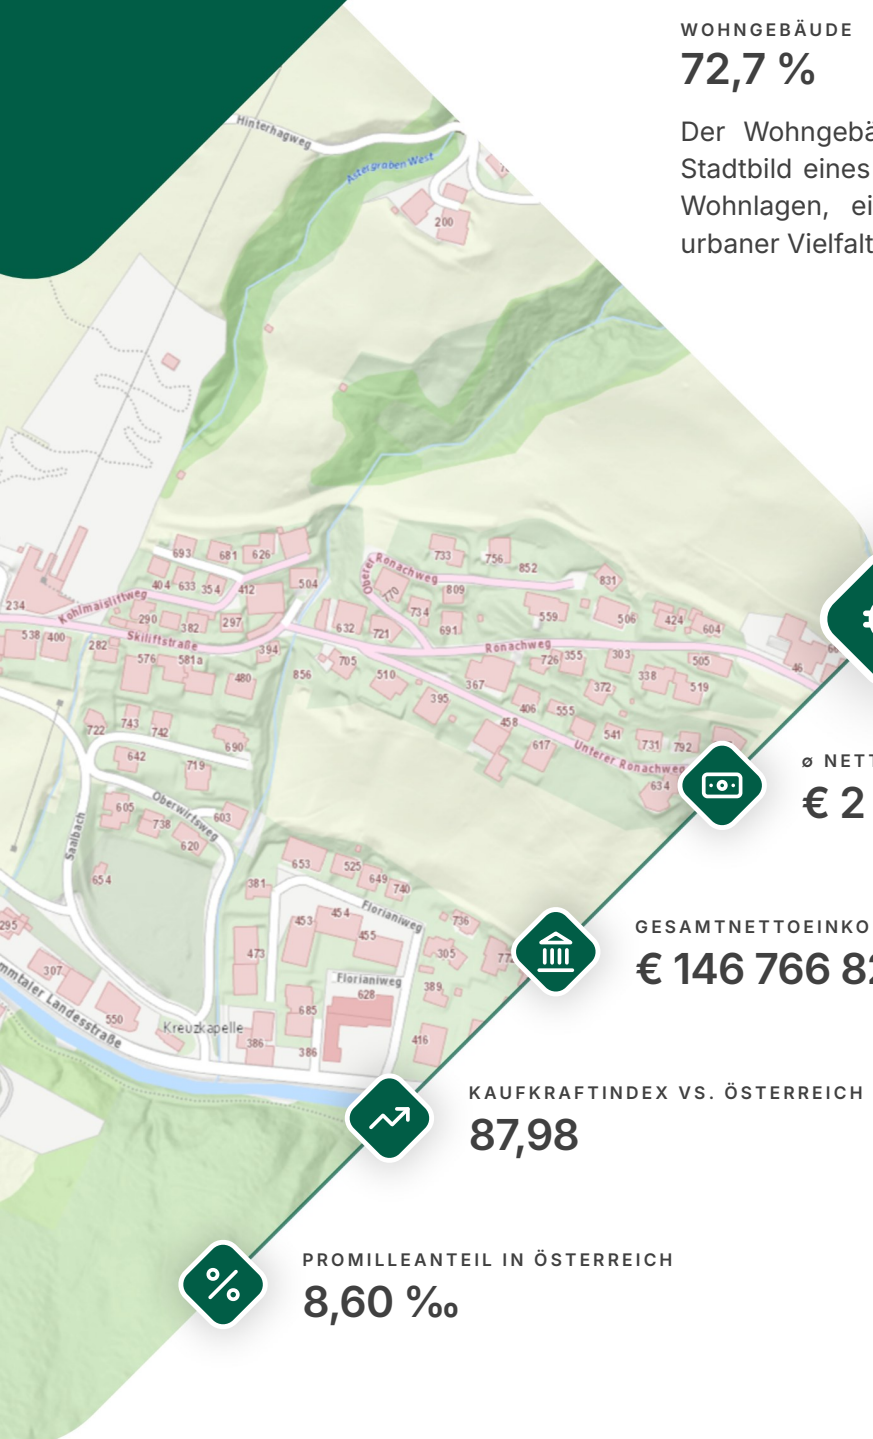 WOHNGEBÄUDE
72,7 %
Der Wohngebä
Stadtbild eines
Wohnlagen, ei
urbaner Vielfalt
Hinterhagweg
Astergraben West
200
693 681 626
404 633 354 412 504
Kohlmaisliftweg
234
290 382 297
538 400 282 Skiliftstraße 394
576 581a
480 856
733 756 852
Oberer Ronachweg
831
770 809
734 559 506 424 604
632 721 691
Ronachweg
705 510 726 355 303 338 505 46
367 372 519
395 406 555
458 541
617 731 792
Unterer Ronachweg
634
722 743 742
642 719 690
605 Oberwirtsweg 603
738
620
Saalbach
654
653 525 649 740
381
453 454 Florianiweg 736
455
473 305
295
307
Florianiweg 389
628
685
550 Kreuzkapelle
386 386 416
mmtaler Landesstraße
ø NETT
€ 2
GESAMTNETTOEINKO
€ 146 766 82
KAUFKRAFTINDEX VS. ÖSTERREICH
87,98
PROMILLEANTEIL IN ÖSTERREICH
8,60 ‰